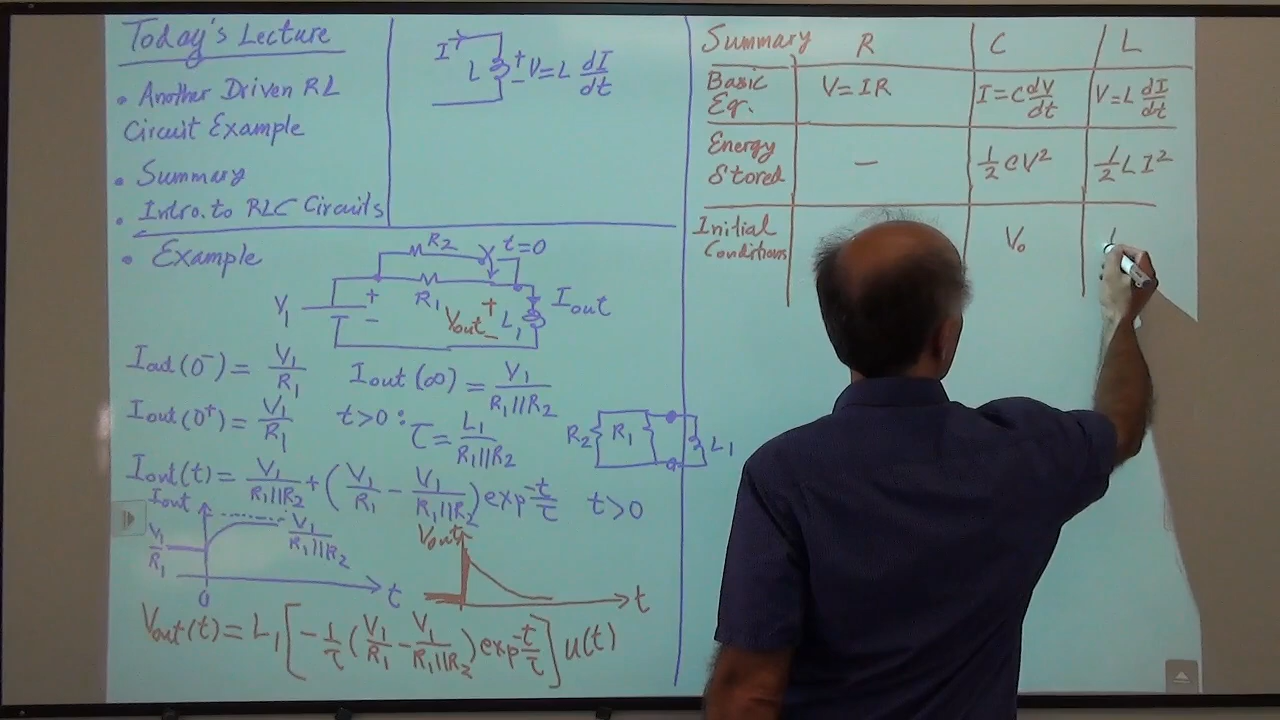 Today's Lecture
• Another Driven RL
Circuit Example
• Summary
• Intro. to RLC Circuits
I L + - V=L dI/dt
• Example
R2 t=0
V1 + - R1 Vout + - L1 Iout
Iout(0⁻) = V1/R1 Iout(∞) = V1/R1||R2
Iout(0⁺) = V1/R1 t>0: τ = L1/R1||R2
R2 R1 L1
Iout(t) = V1/R1||R2 + (V1/R1 - V1/R1||R2) exp -t/τ t>0
Iout V1/R1 V1/R1||R2 0 t
Vout t
Vout(t) = L1 [-1/τ (V1/R1 - V1/R1||R2) exp -t/τ] u(t)
Summary R C L
Basic Eq. V=IR I=C dV/dt V=L dI/dt
Energy Stored — 1/2 CV² 1/2 LI²
Initial Conditions V0